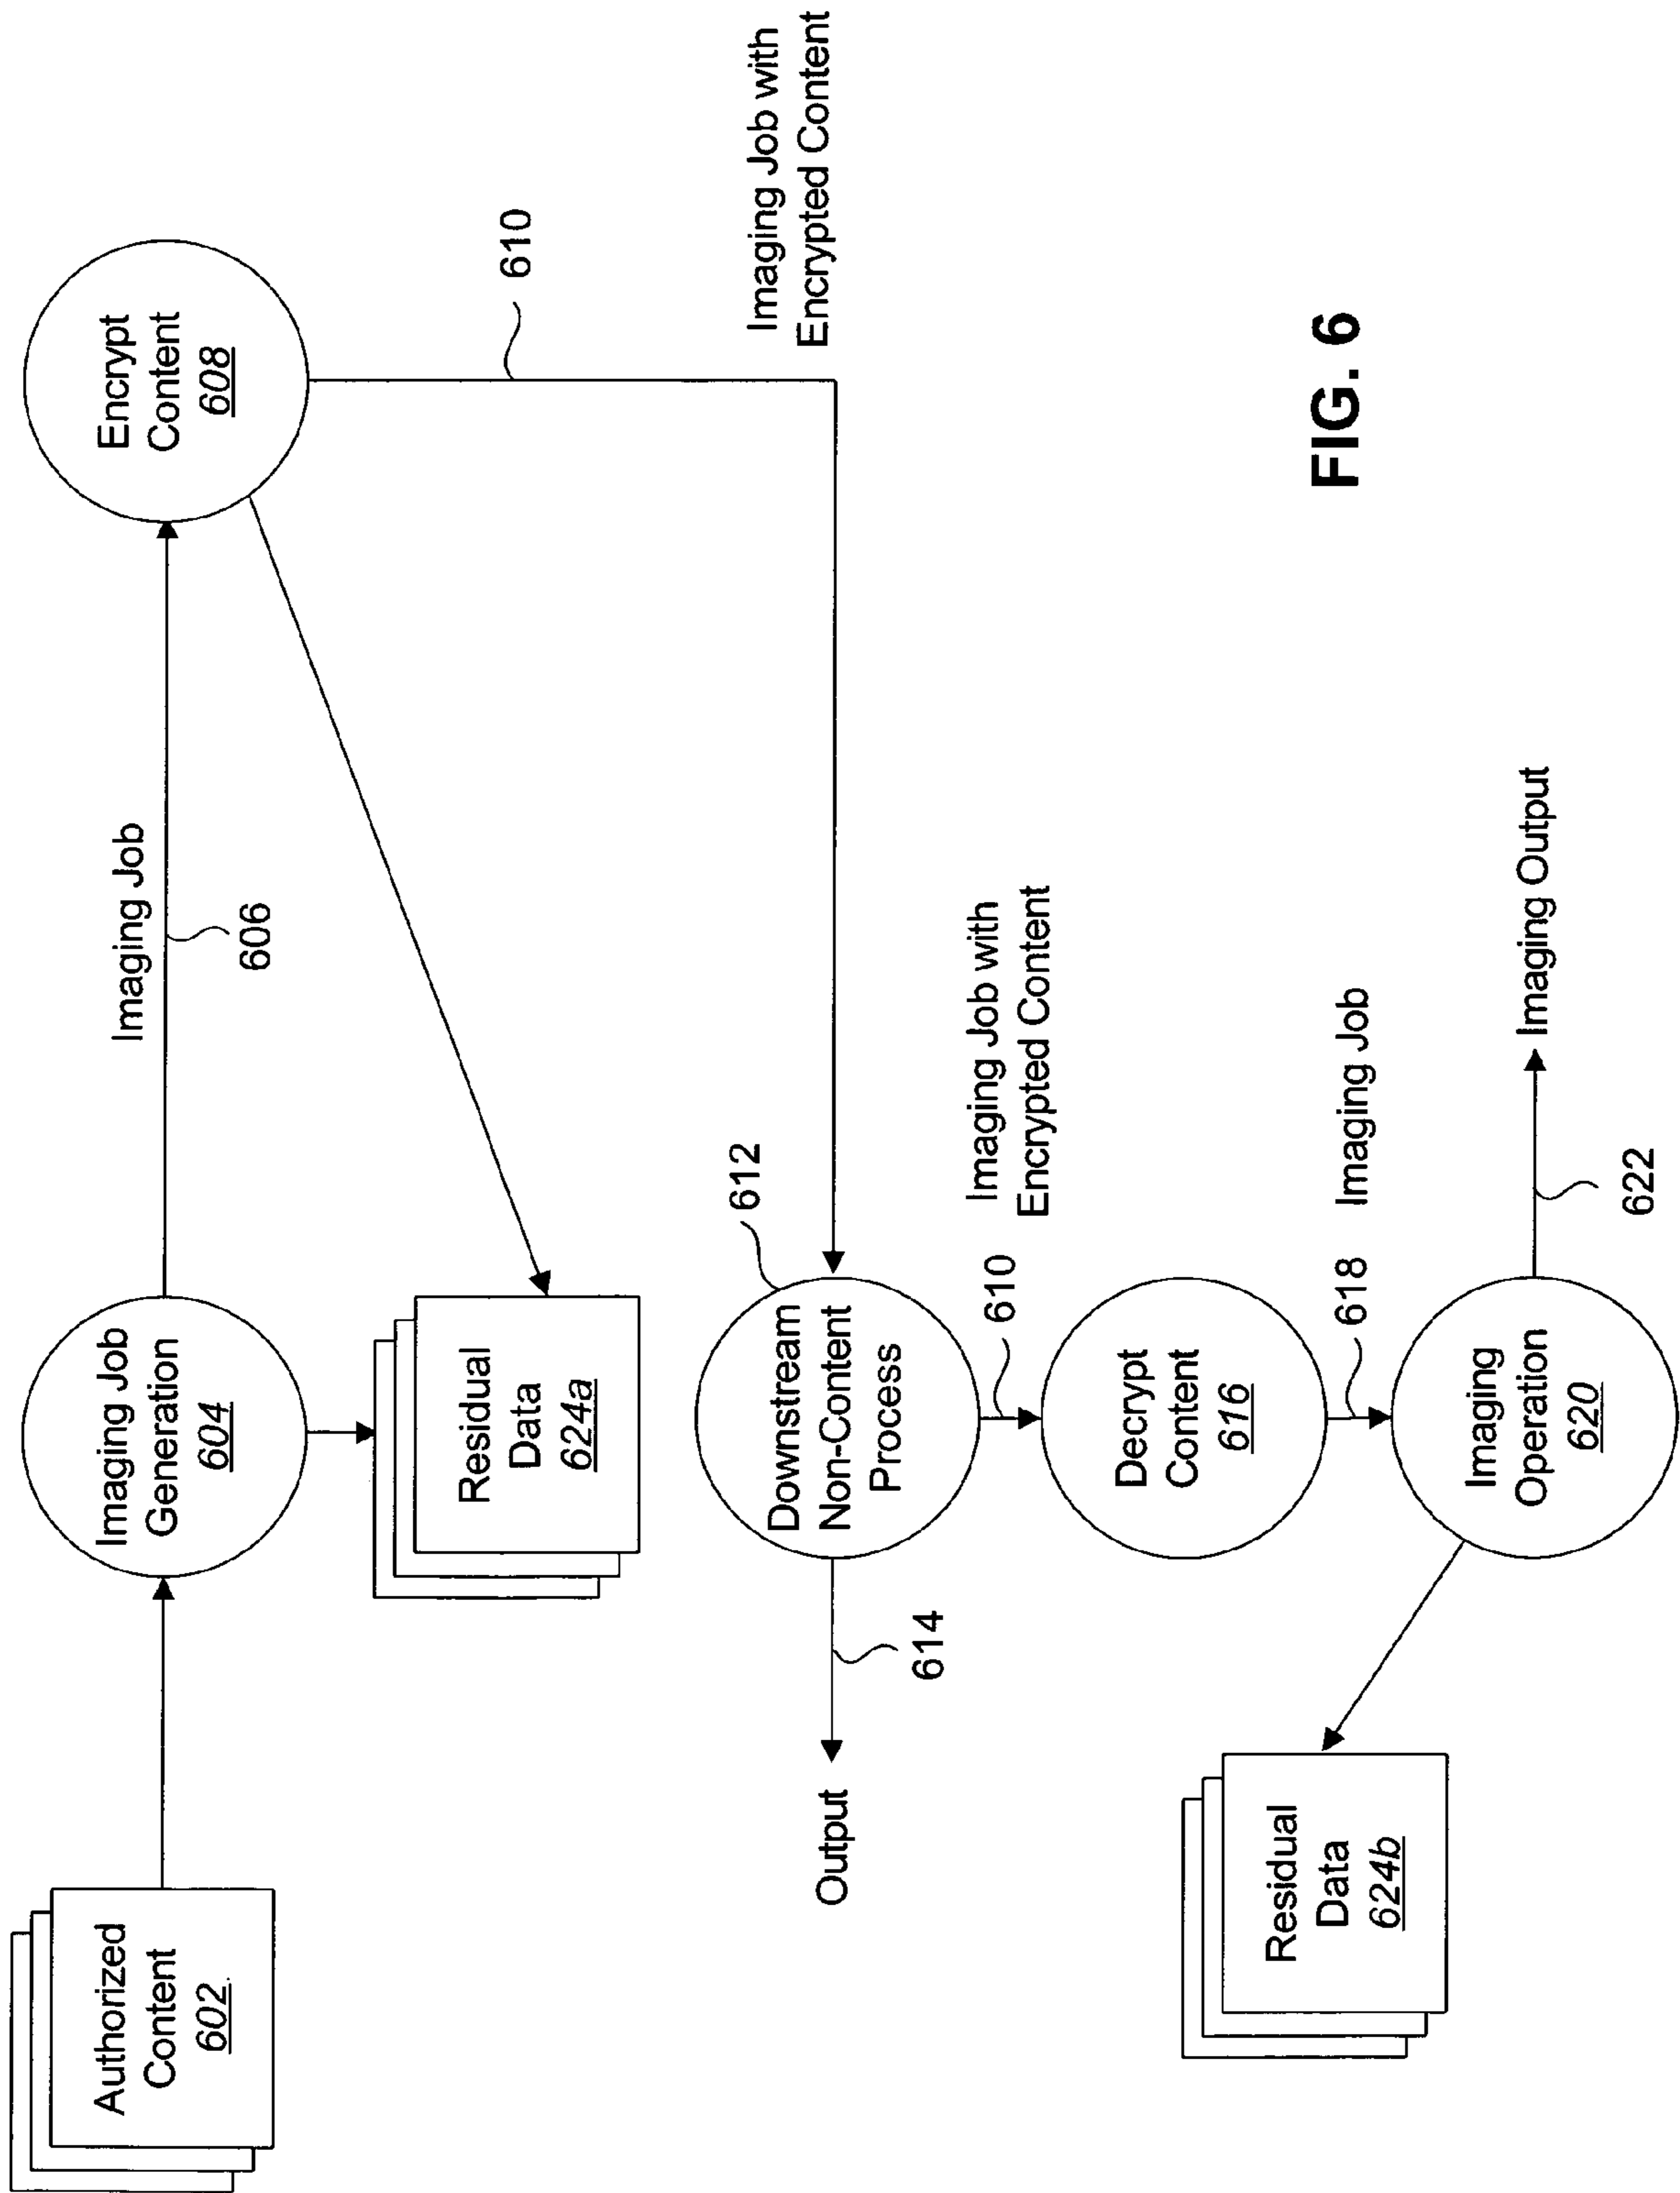 Authorized
Content
602
Imaging Job
Generation
604
Imaging Job
606
Encrypt
Content
608
Residual
Data
624a
610
Imaging Job with
Encrypted Content
Output
614
Downstream
Non-Content
Process
612
610
Imaging Job with
Encrypted Content
Decrypt
Content
616
618
Imaging Job
Residual
Data
624b
Imaging
Operation
620
622
Imaging Output
FIG. 6